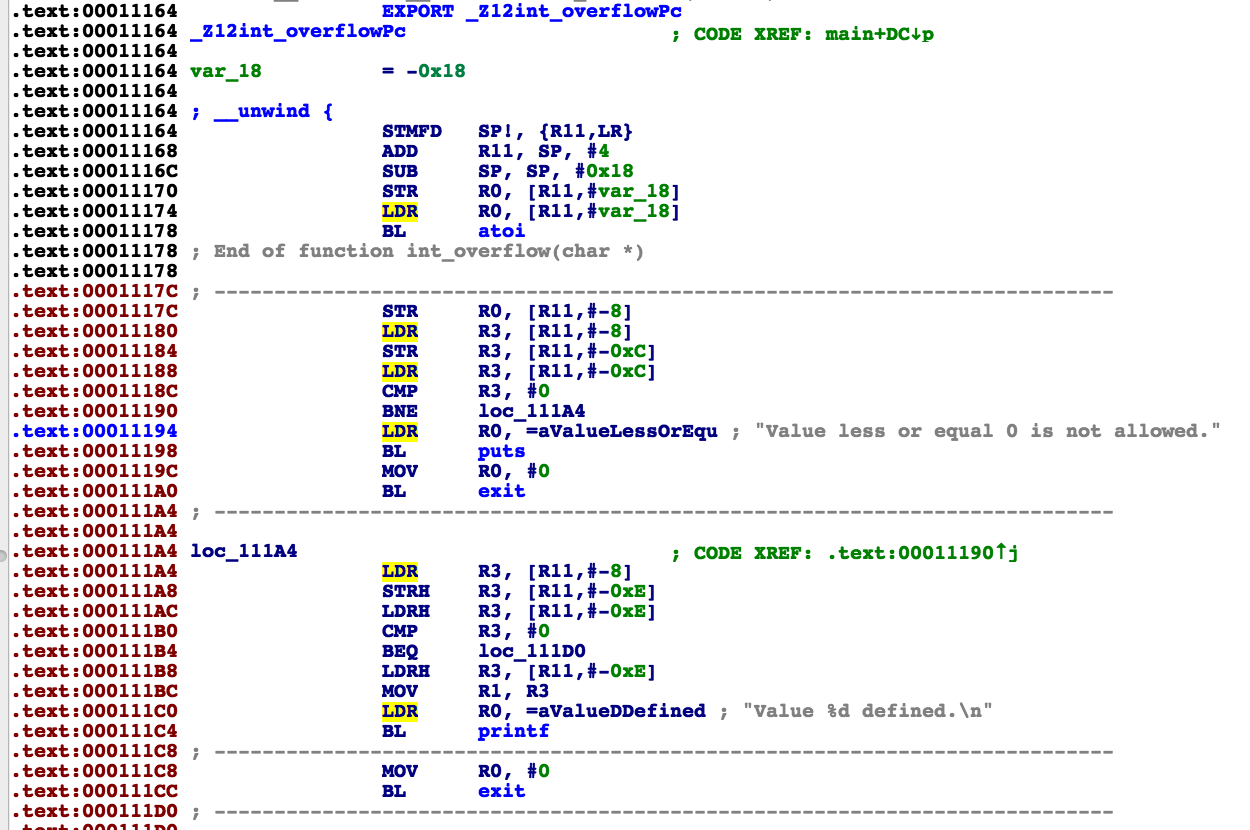 .text:00011164 EXPORT _Z12int_overflowPc
.text:00011164 _Z12int_overflowPc ; CODE XREF: main+DC↓p
.text:00011164
.text:00011164 var_18 = -0x18
.text:00011164
.text:00011164 ; __unwind {
.text:00011164 STMFD SP!, {R11,LR}
.text:00011168 ADD R11, SP, #4
.text:0001116C SUB SP, SP, #0x18
.text:00011170 STR R0, [R11,#var_18]
.text:00011174 LDR R0, [R11,#var_18]
.text:00011178 BL atoi
.text:00011178 ; End of function int_overflow(char *)
.text:00011178
.text:0001117C ; ---------------------------------------------------------------------------
.text:0001117C STR R0, [R11,#-8]
.text:00011180 LDR R3, [R11,#-8]
.text:00011184 STR R3, [R11,#-0xC]
.text:00011188 LDR R3, [R11,#-0xC]
.text:0001118C CMP R3, #0
.text:00011190 BNE loc_111A4
.text:00011194 LDR R0, =aValueLessOrEqu ; "Value less or equal 0 is not allowed."
.text:00011198 BL puts
.text:0001119C MOV R0, #0
.text:000111A0 BL exit
.text:000111A4 ; ---------------------------------------------------------------------------
.text:000111A4
.text:000111A4 loc_111A4 ; CODE XREF: .text:00011190↑j
.text:000111A4 LDR R3, [R11,#-8]
.text:000111A8 STRH R3, [R11,#-0xE]
.text:000111AC LDRH R3, [R11,#-0xE]
.text:000111B0 CMP R3, #0
.text:000111B4 BEQ loc_111D0
.text:000111B8 LDRH R3, [R11,#-0xE]
.text:000111BC MOV R1, R3
.text:000111C0 LDR R0, =aValueDDefined ; "Value %d defined.\n"
.text:000111C4 BL printf
.text:000111C8 ; ---------------------------------------------------------------------------
.text:000111C8 MOV R0, #0
.text:000111CC BL exit
.text:000111D0 ; ---------------------------------------------------------------------------